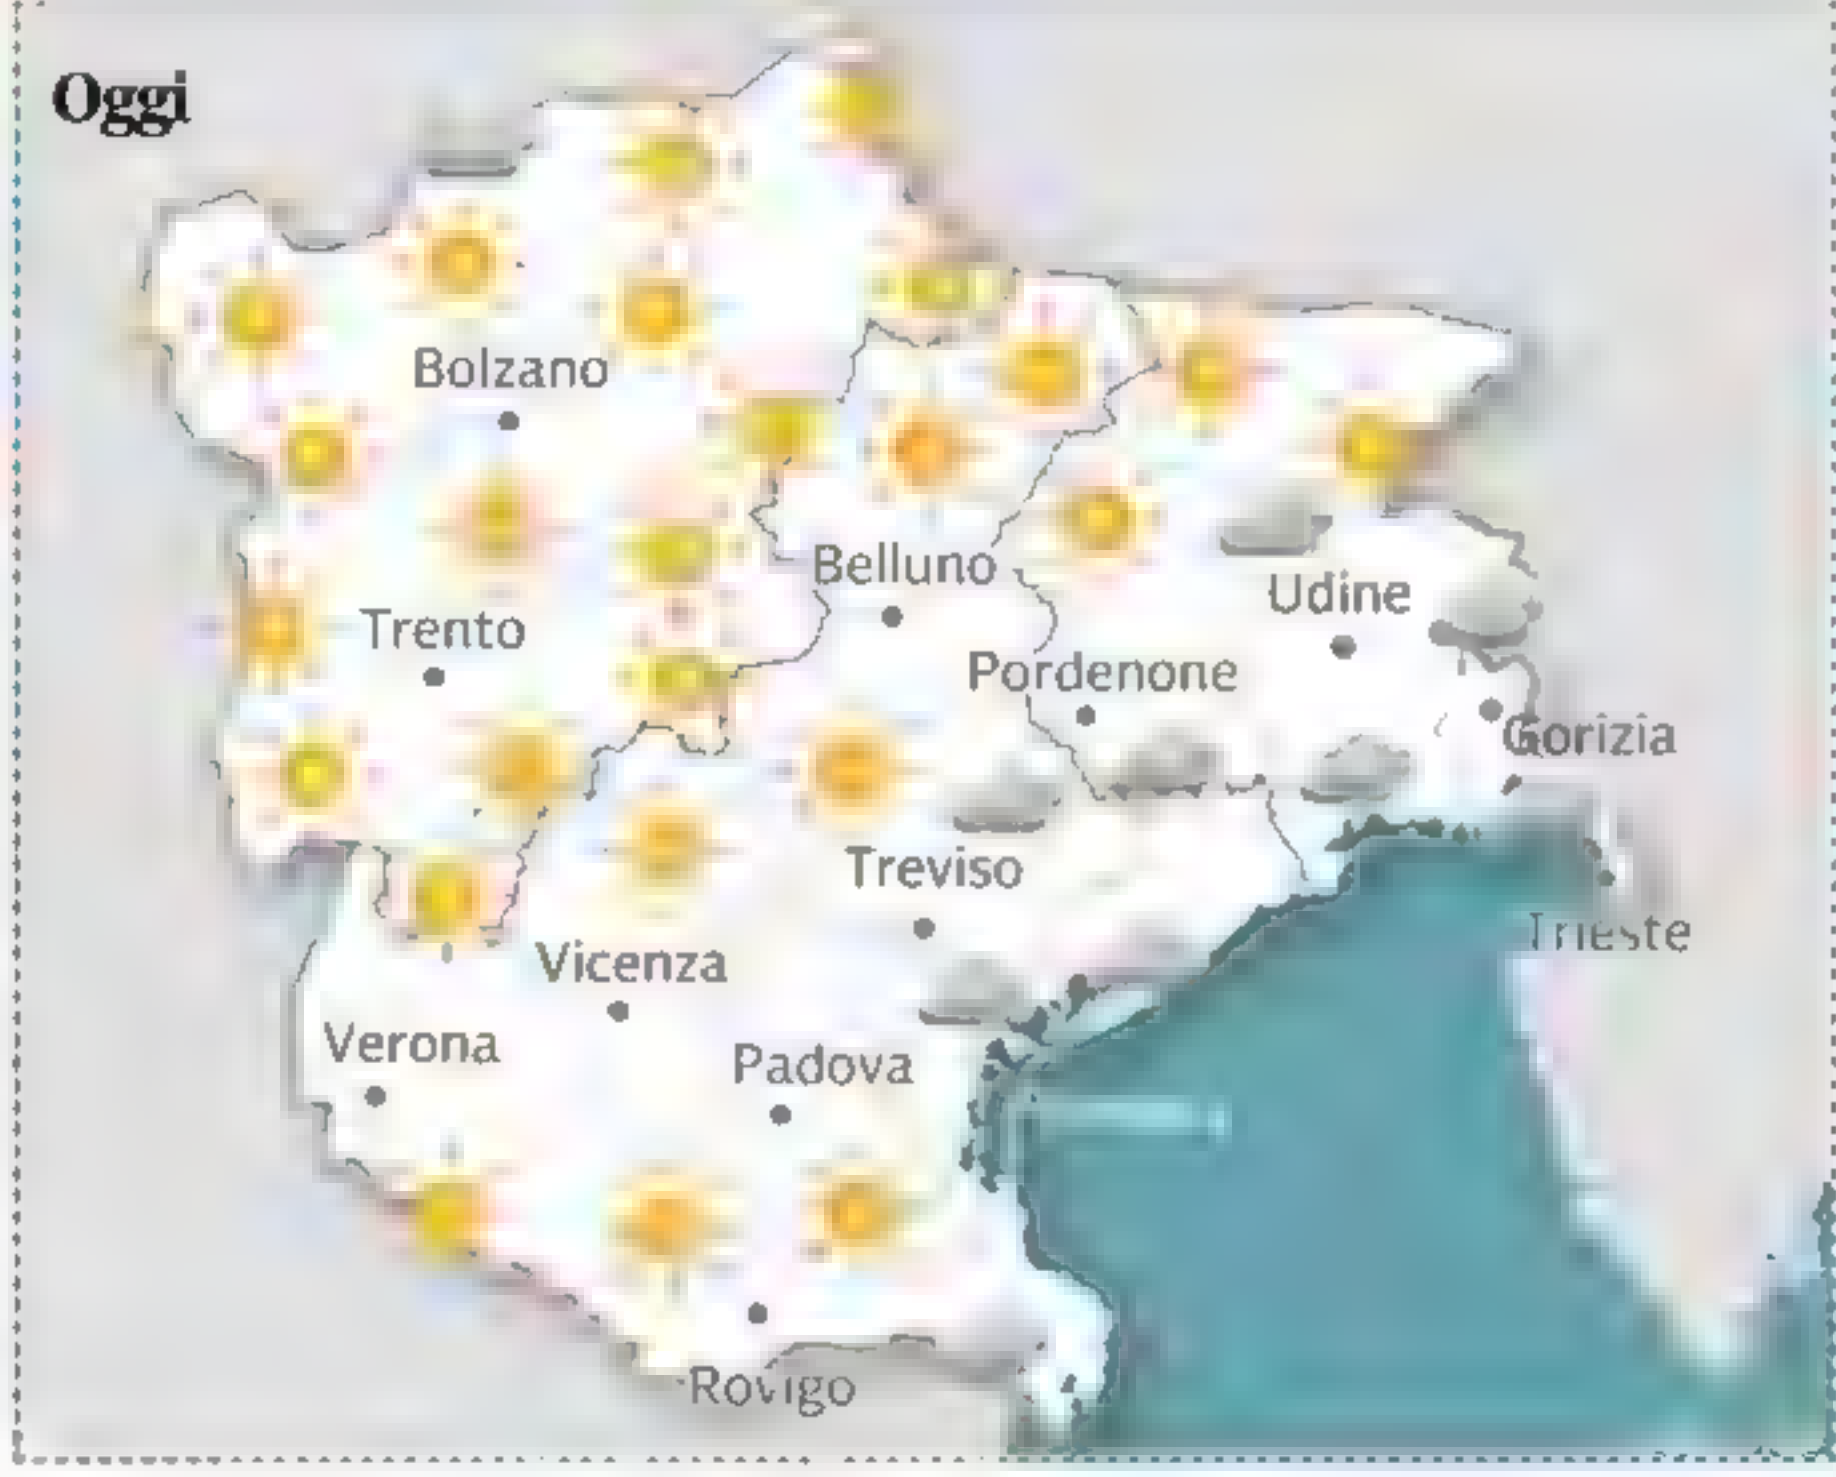 Oggi
Bolzano
Belluno
Udine
Trento
Pordenone
Gorizia
Treviso
Trieste
Vicenza
Verona
Padova
Rovigo